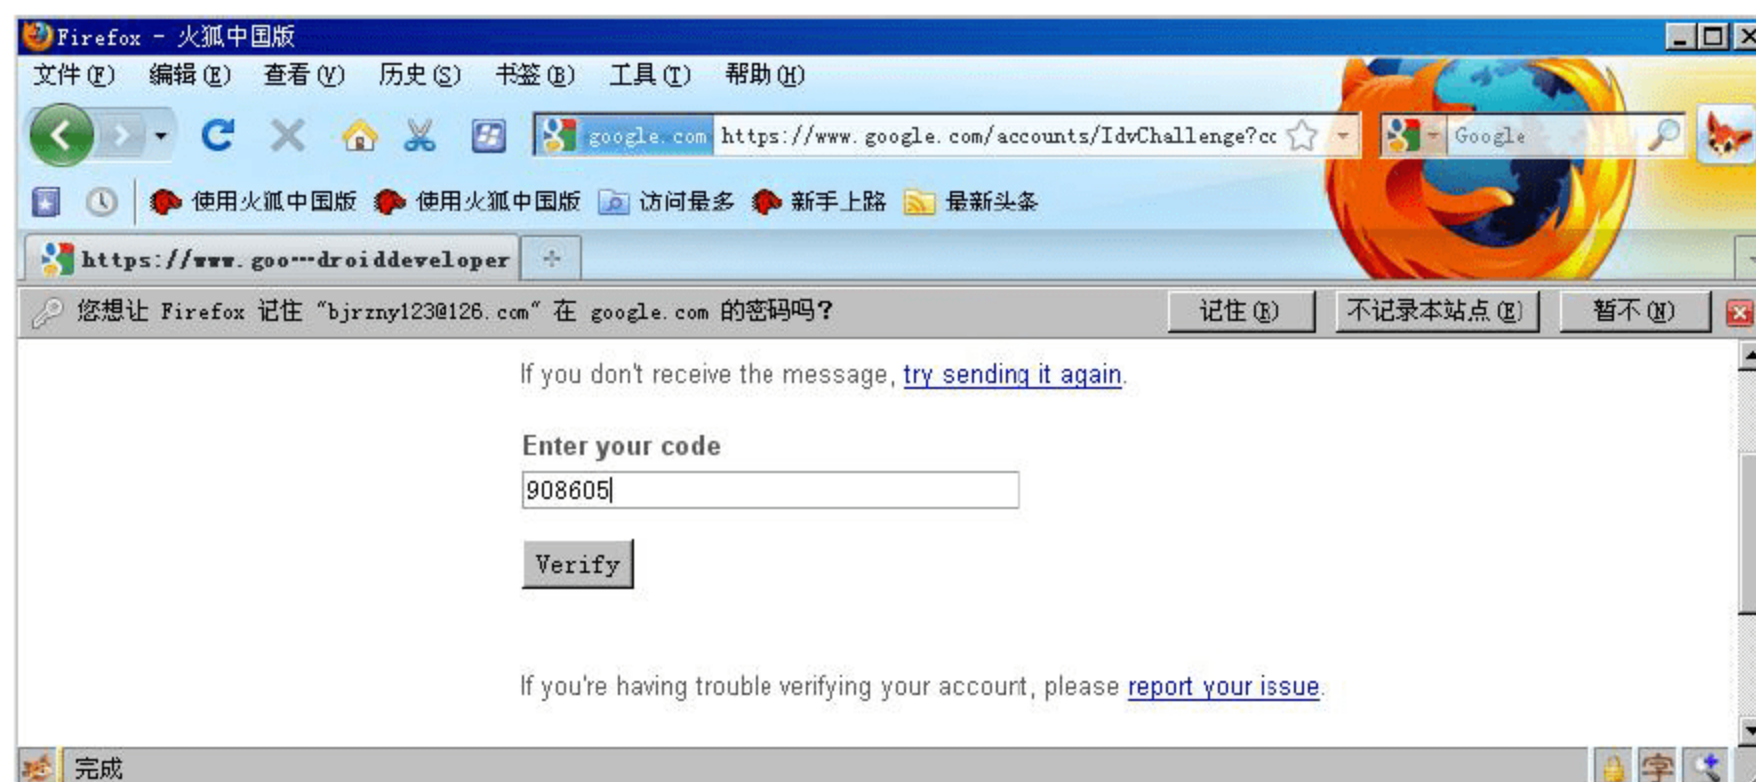 Firefox - 火狐中国版
文件(F) 编辑(E) 查看(V) 历史(S) 书签(B) 工具(T) 帮助(H)
google.com https://www.google.com/accounts/IdvChallenge?cc Google
使用火狐中国版 使用火狐中国版 访问最多 新手上路 最新头条
https://www.goo…droiddeveloper
您想让 Firefox 记住 “bjrzny123@126.com” 在 google.com 的密码吗? 记住(R) 不记录本站点(E) 暂不(N)
If you don't receive the message, try sending it again.
Enter your code
908605
Verify
If you're having trouble verifying your account, please report your issue.
完成 字